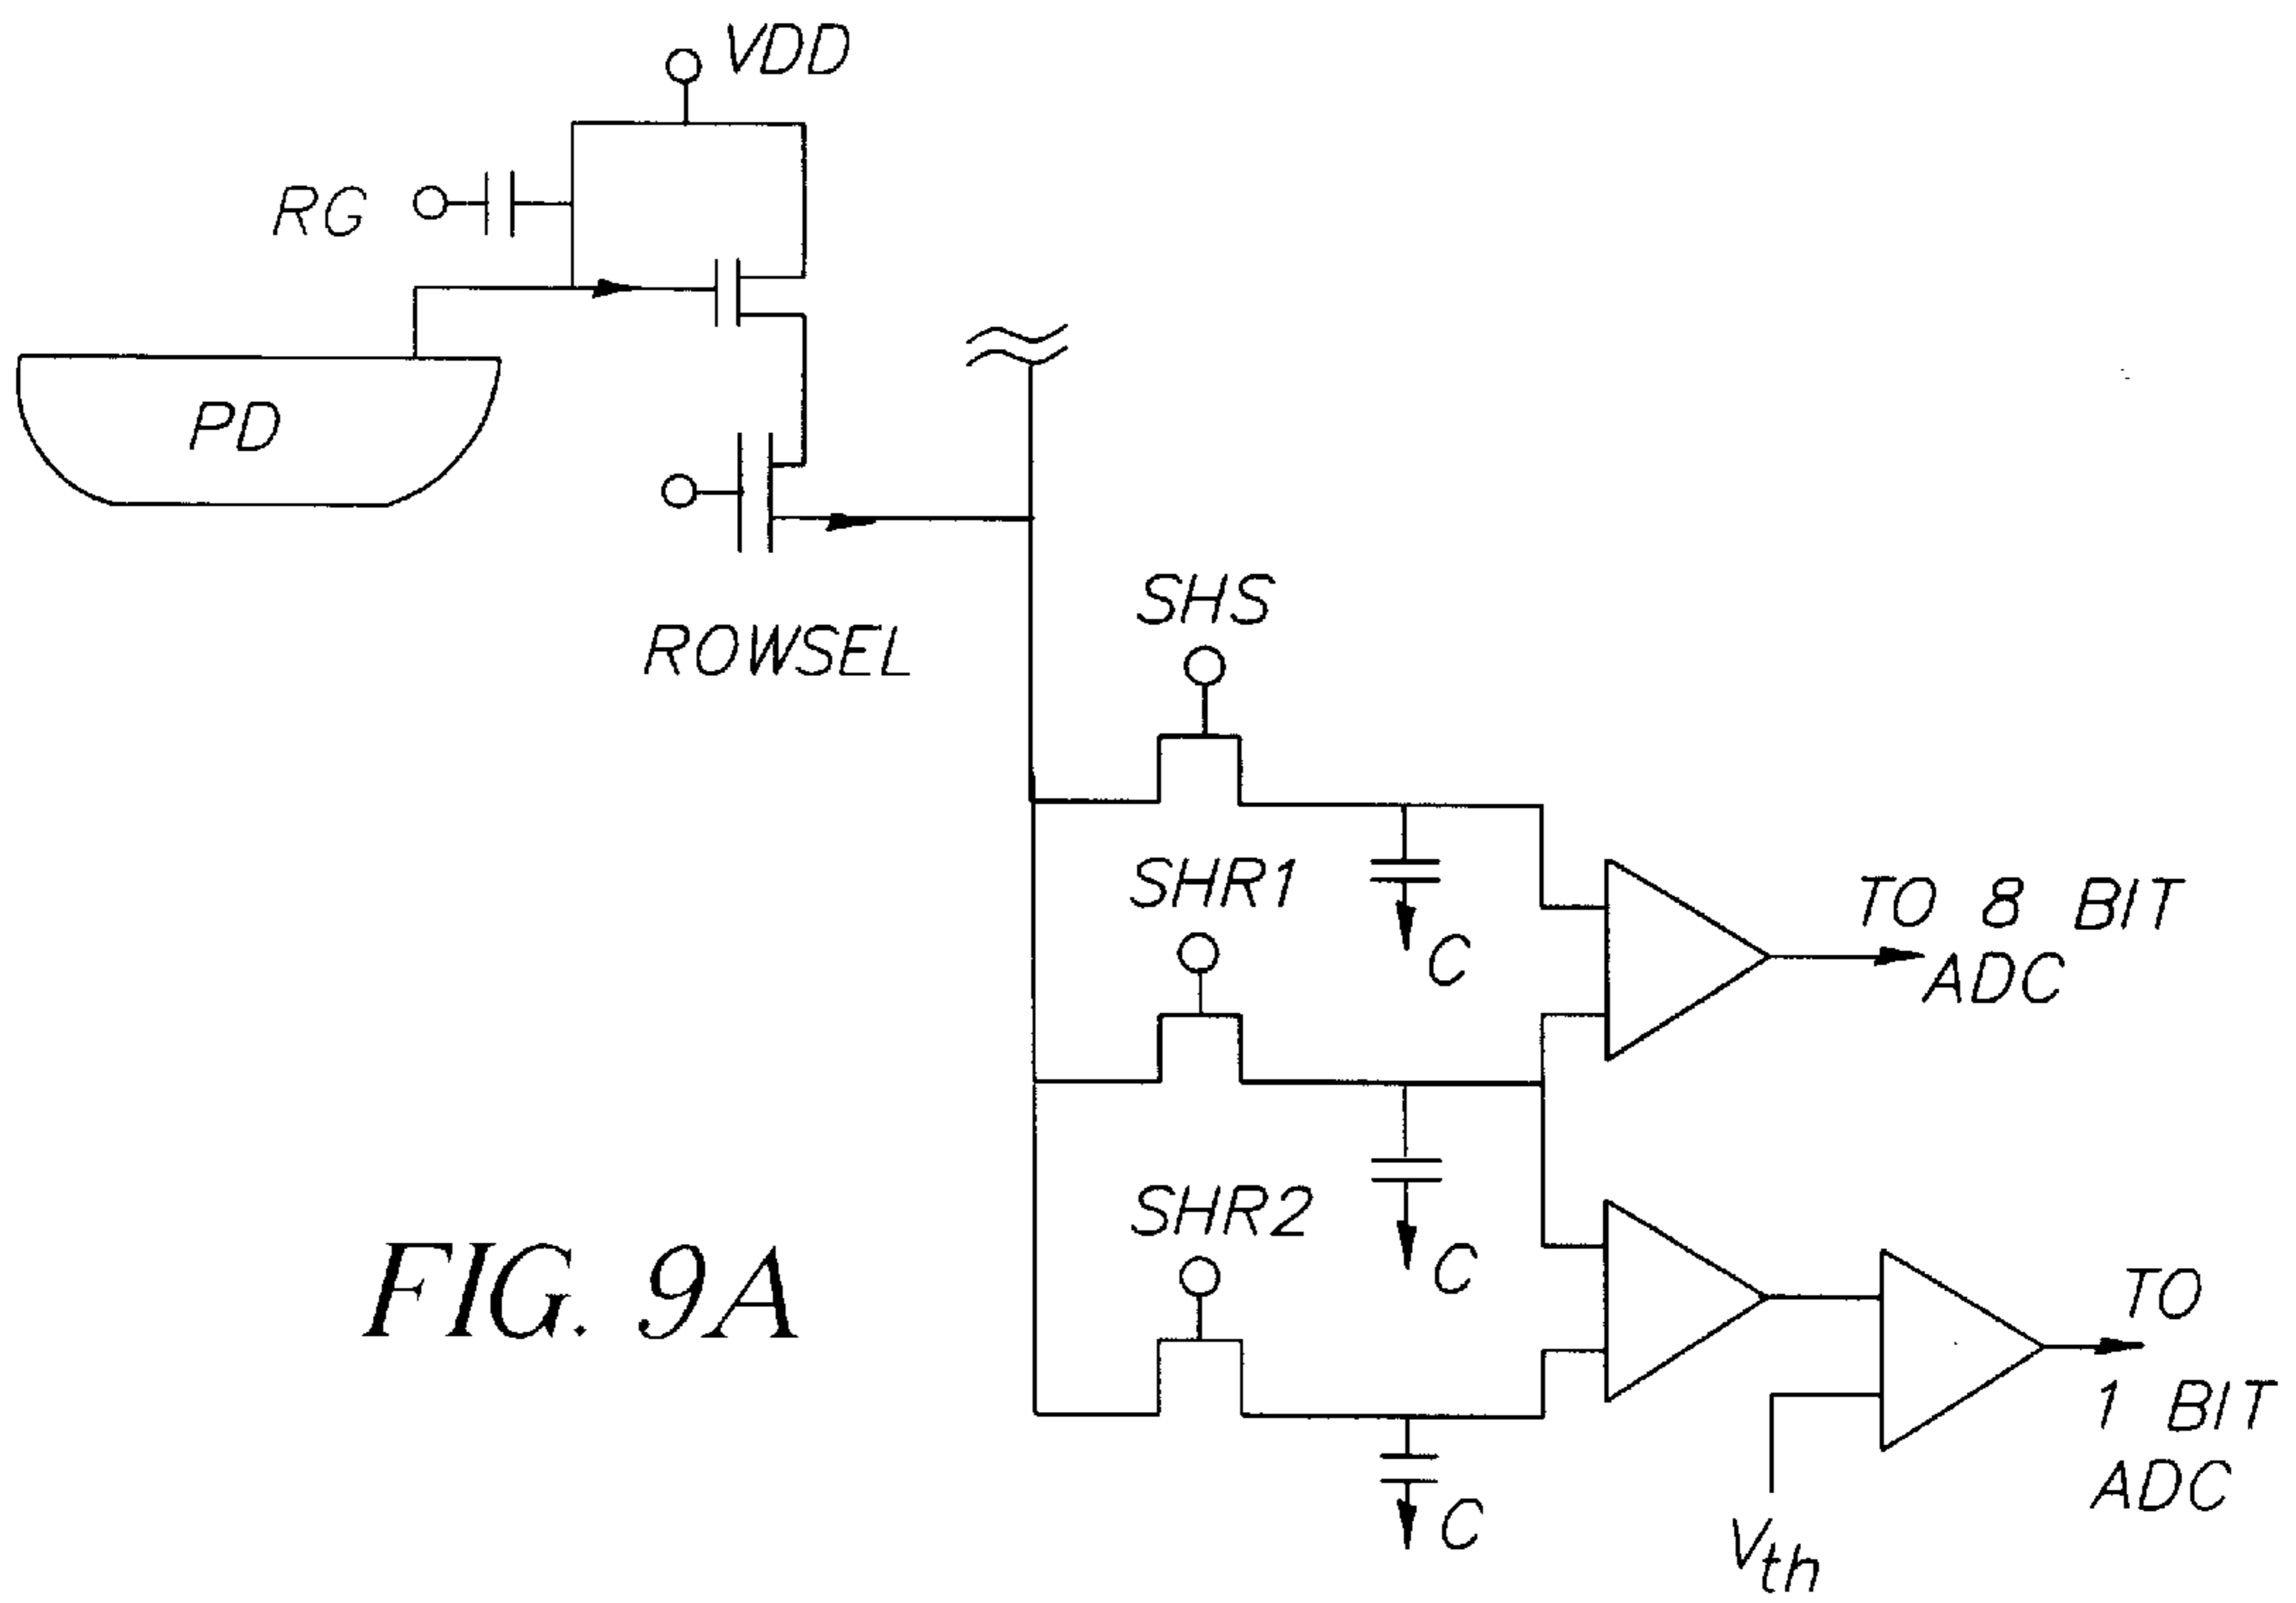 VDD
RG
PD
ROWSEL
SHS
SHR1
C
TO 8 BIT
ADC
SHR2
C
TO
1 BIT
ADC
C
Vth
FIG. 9A